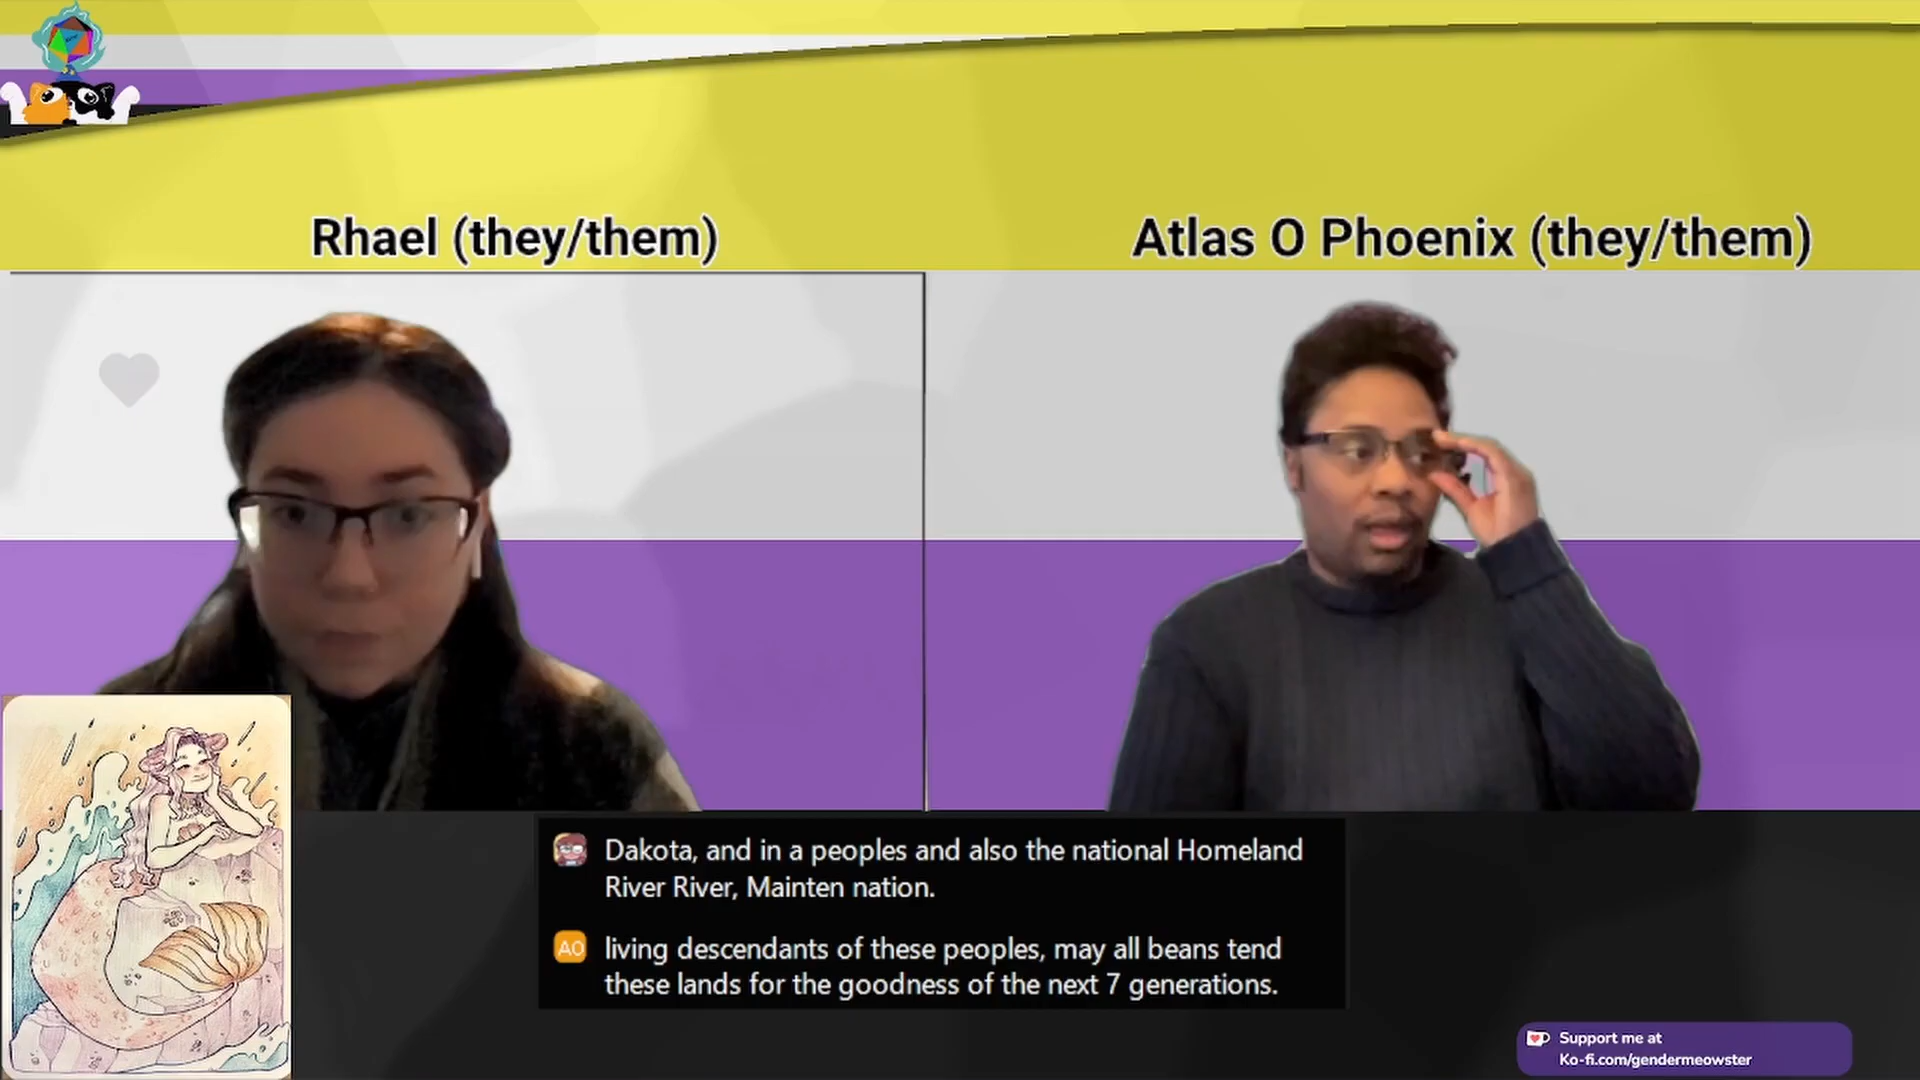 Rhael (they/them)
Atlas O Phoenix (they/them)
Dakota, and in a peoples and also the national Homeland
River River, Mainten nation.
AO
living descendants of these peoples, may all beans tend
these lands for the goodness of the next 7 generations.
Support me at
Ko-fi.com/gendermeowster